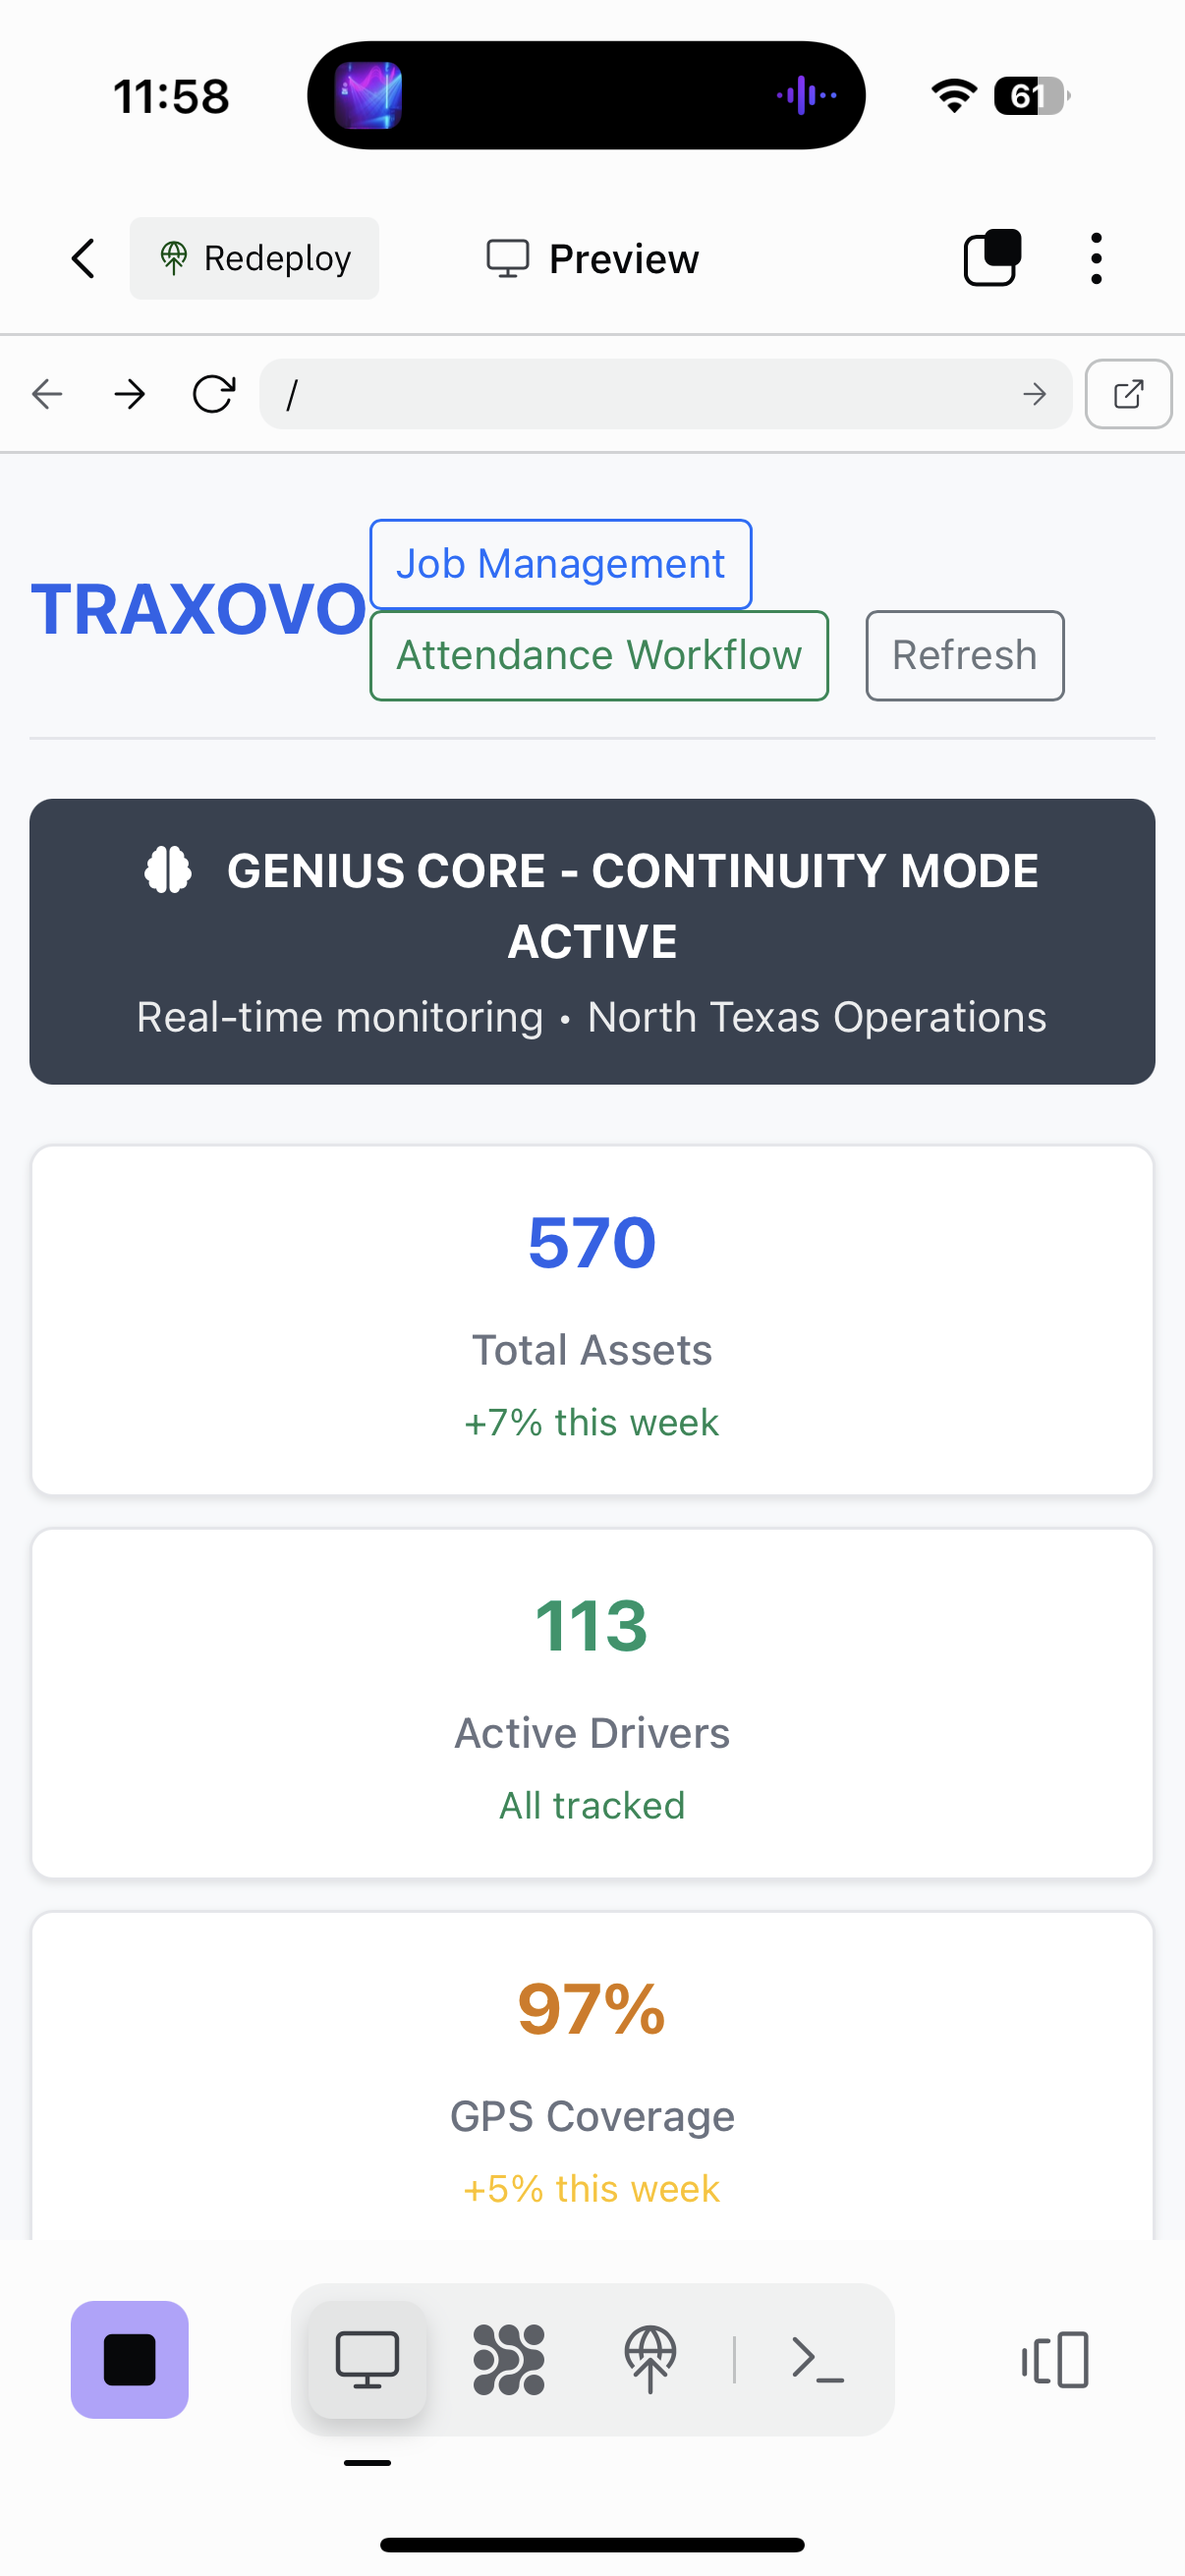 11:58
61
Redeploy
Preview
/
Job Management
TRAXOVO
Attendance Workflow
Refresh
GENIUS CORE - CONTINUITY MODE
ACTIVE
Real-time monitoring • North Texas Operations
570
Total Assets
+7% this week
113
Active Drivers
All tracked
97%
GPS Coverage
+5% this week